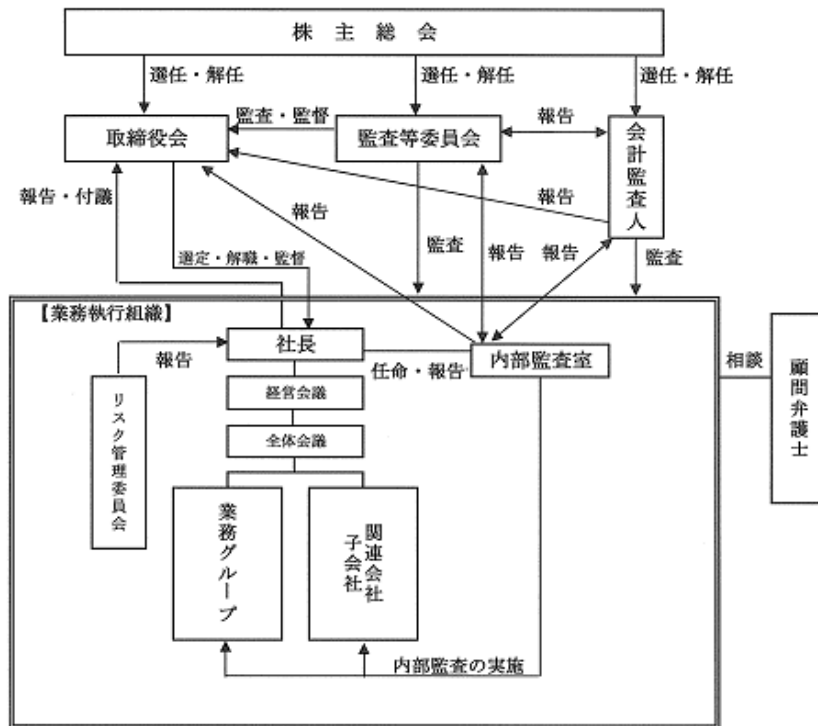 株主総会
選任・解任
選任・解任
選任・解任
取締役会
監査・監督
監査等委員会
報告
会計監査人
報告・付議
報告
報告
選定・解職・監督
監査
報告
報告
監査
【業務執行組織】
社長
報告
任命・報告
内部監査室
相談
顧問弁護士
リスク管理委員会
経営会議
全体会議
業務グループ
関連会社
子会社
内部監査の実施